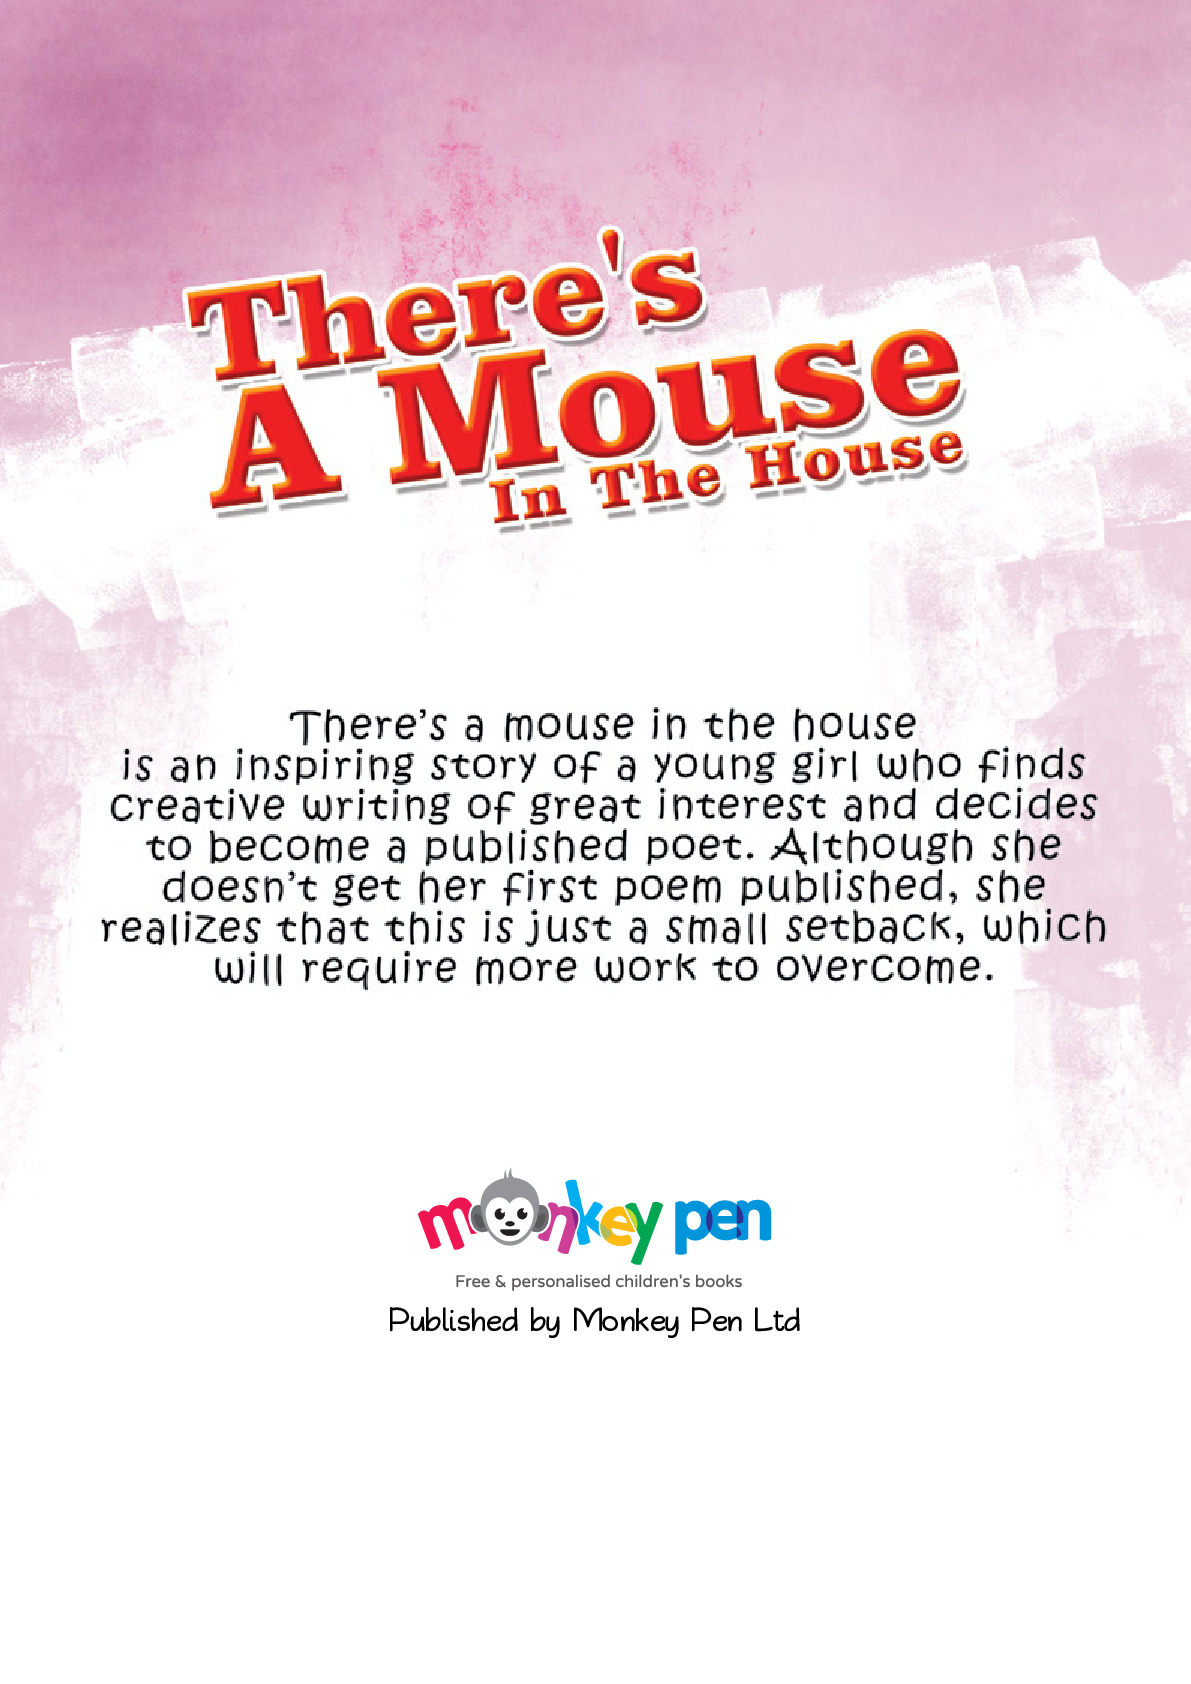 There's
A Mouse
In The House
There's a mouse in the house
is an inspiring story of a young girl who finds
creative writing of great interest and decides
to become a published poet. Although she
doesn't get her first poem published, she
realizes that this is just a small setback, which
will require more work to overcome.
monkey pen
Free & personalised children's books
Published by Monkey Pen Ltd